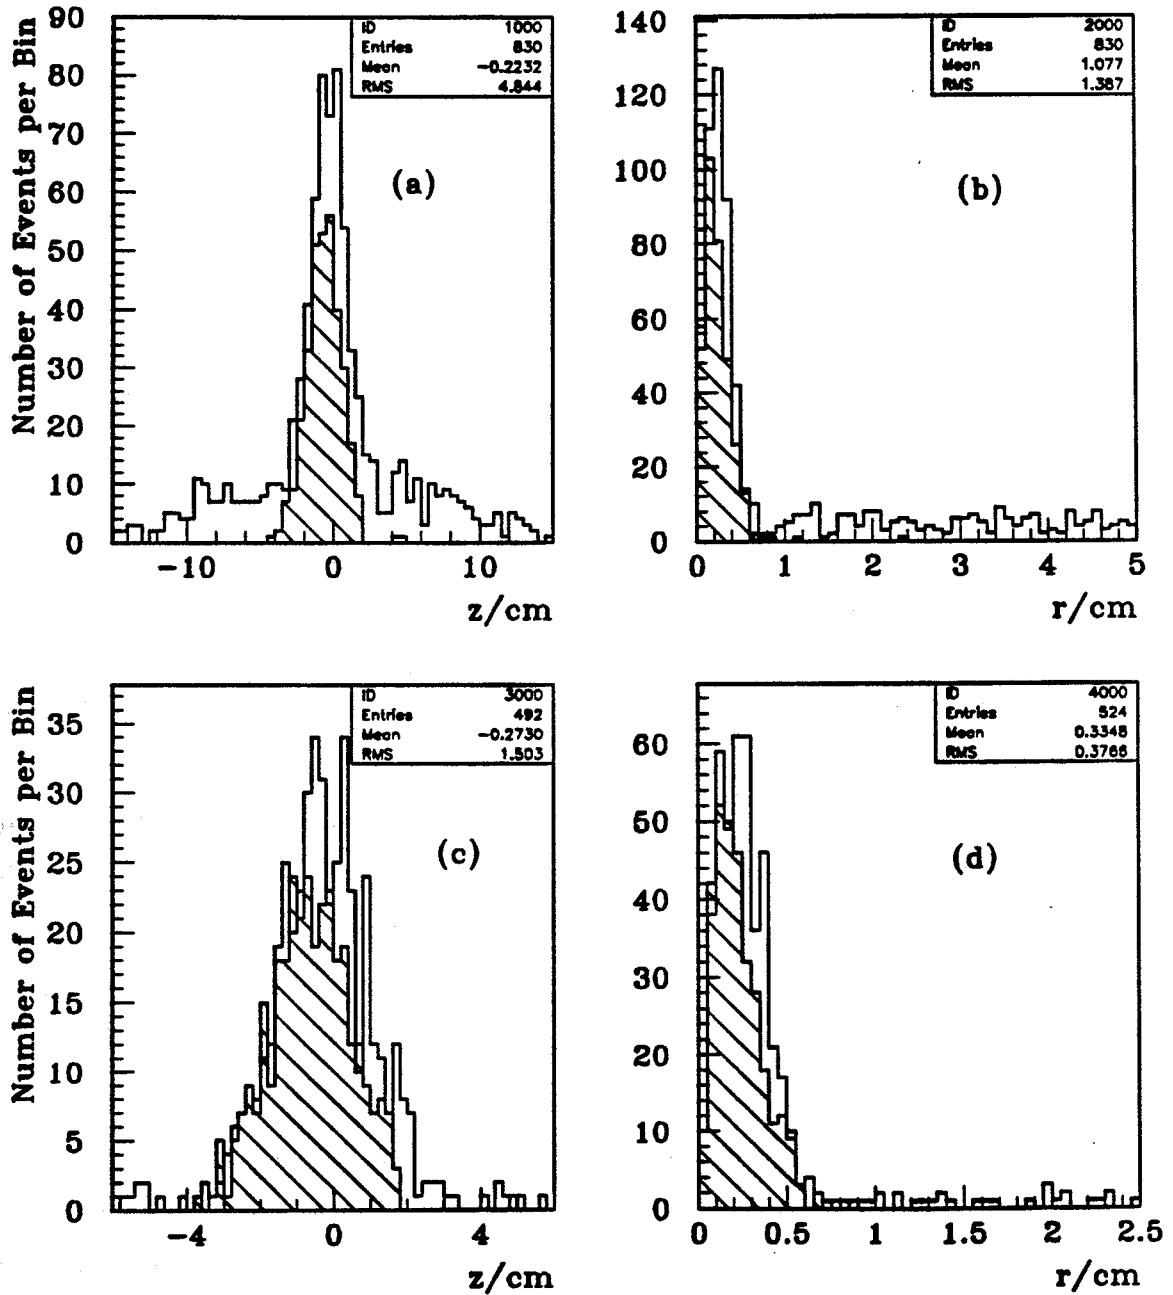 Number of Events per Bin
90
80
70
60
50
40
30
20
10
0
-10
0
10
z/cm
ID 1000
Entries 830
Mean -0.2232
RMS 4.844
(a)
140
120
100
80
60
40
20
0
0
1
2
3
4
5
r/cm
ID 2000
Entries 830
Mean 1.077
RMS 1.387
(b)
Number of Events per Bin
35
30
25
20
15
10
5
0
-4
0
4
z/cm
ID 3000
Entries 492
Mean -0.2730
RMS 1.503
(c)
60
50
40
30
20
10
0
0
0.5
1
1.5
2
2.5
r/cm
ID 4000
Entries 524
Mean 0.3348
RMS 0.3766
(d)